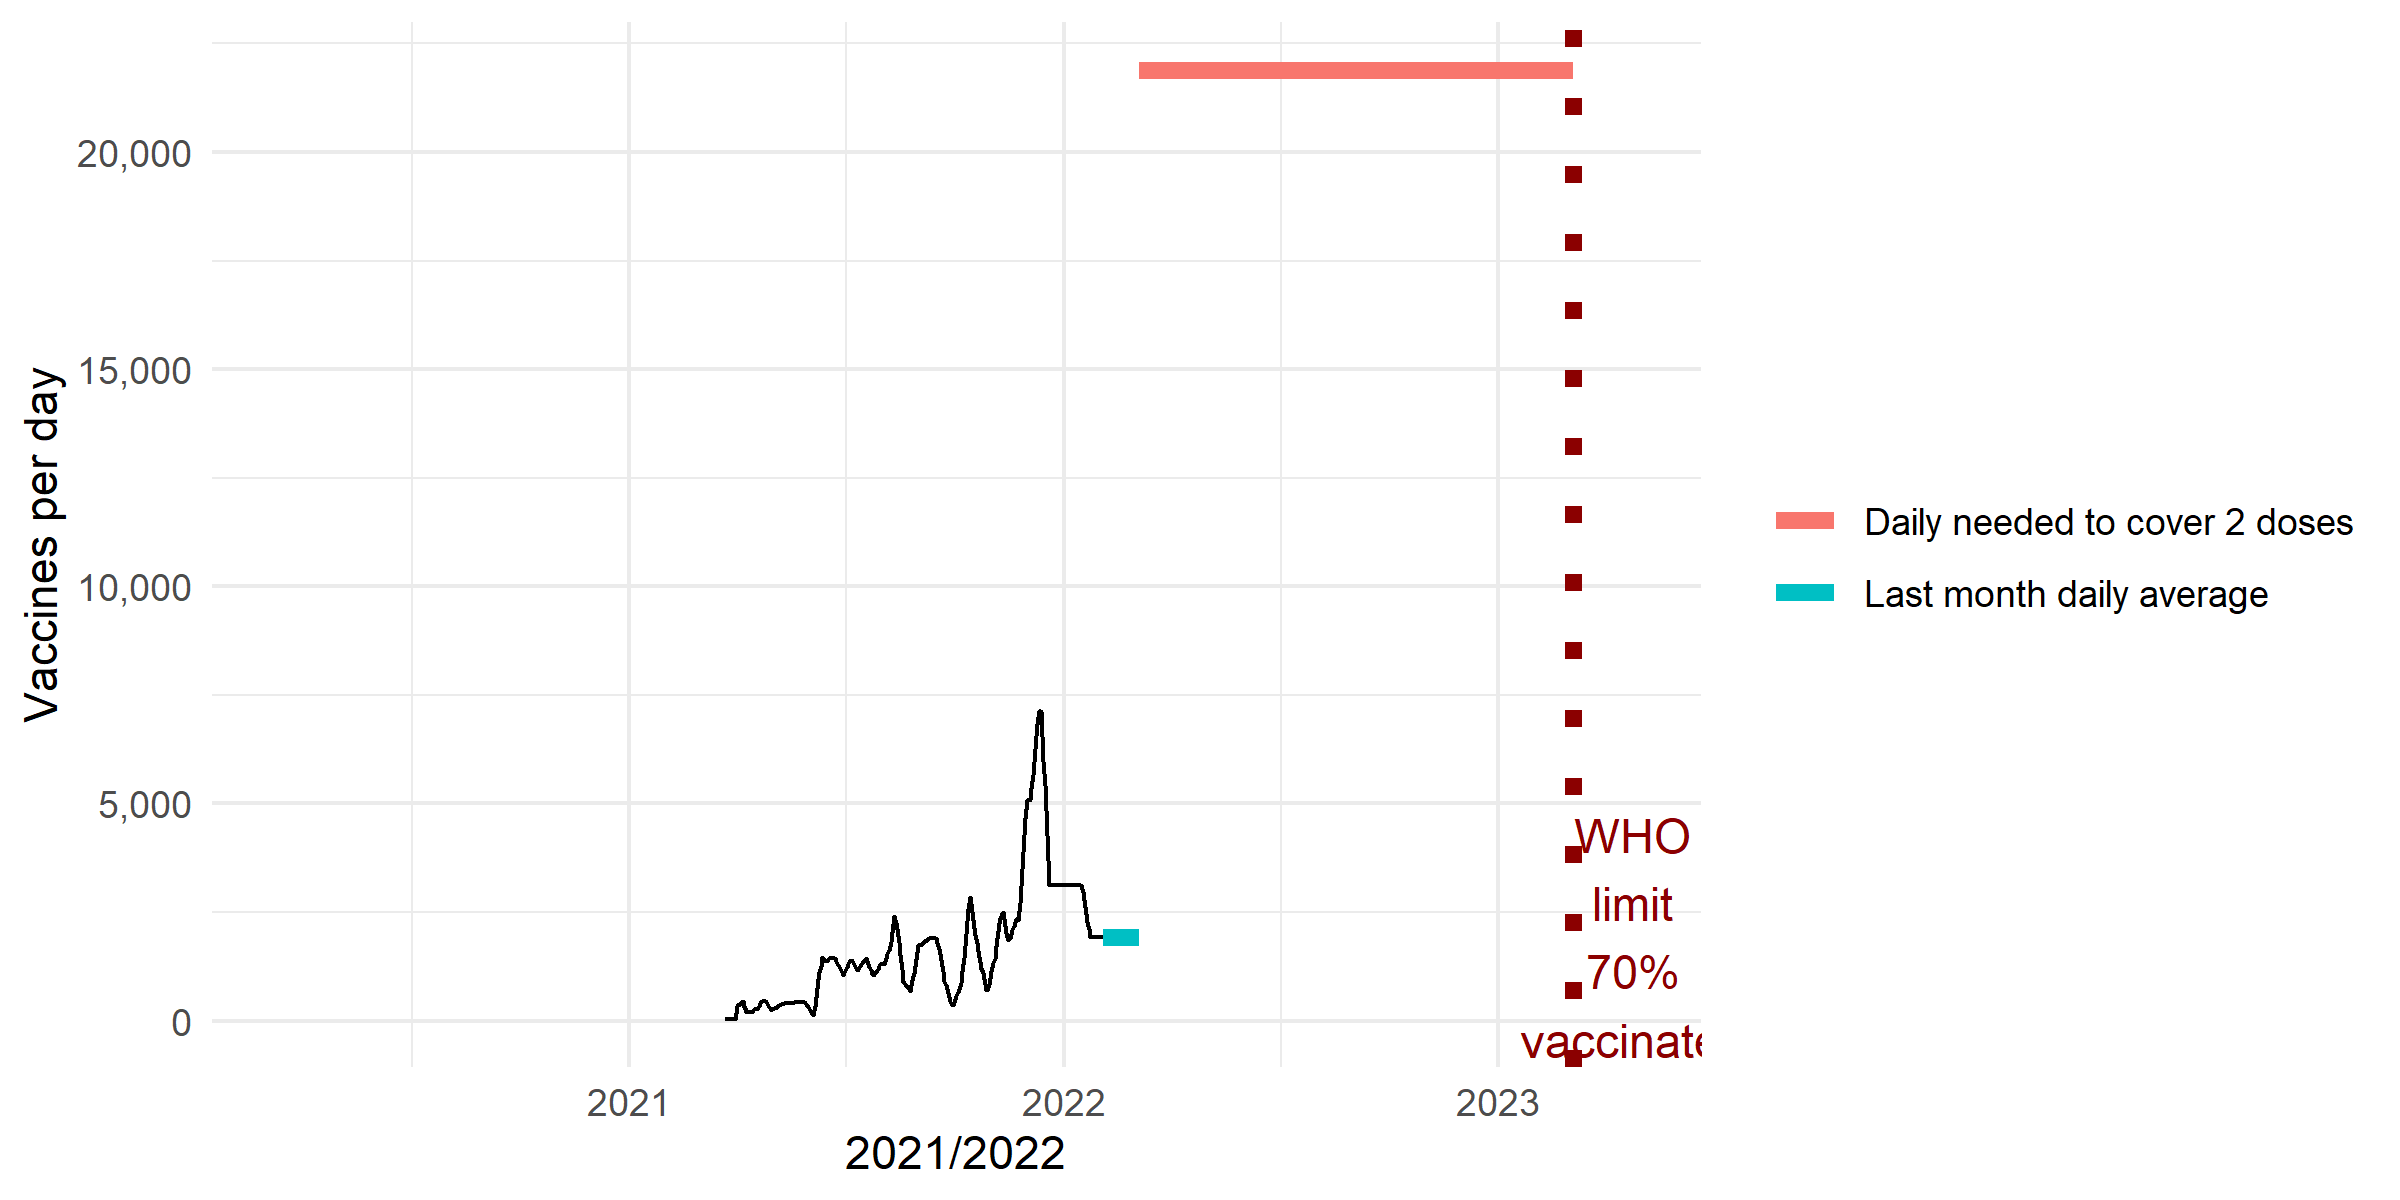 Vaccines per day
20,000
15,000
10,000
5,000
0
WHO
limit
70%
vaccinate
2021
2022
2023
2021/2022
Daily needed to cover 2 doses
Last month daily average